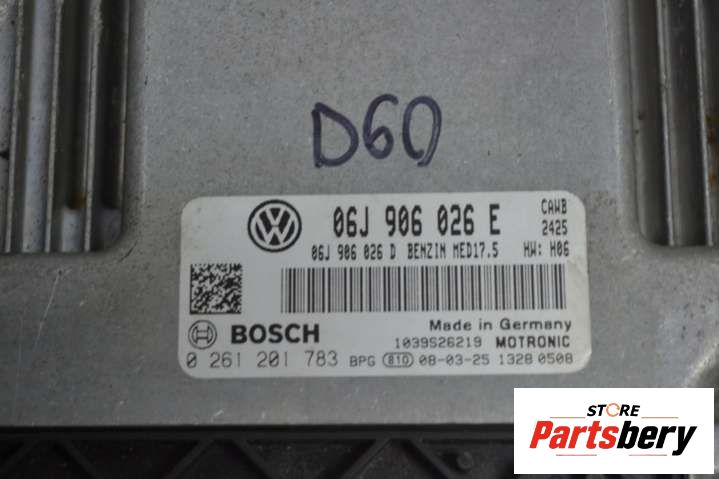 D60
06J 906 026 E CAWB
2425
06J 906 026 D BENZIN MED17.5 HW: H06
BOSCH Made in Germany
1039S26219 MOTRONIC
0 261 201 783 BPG 810 08-03-25 1328 0508
STORE
Partsbery